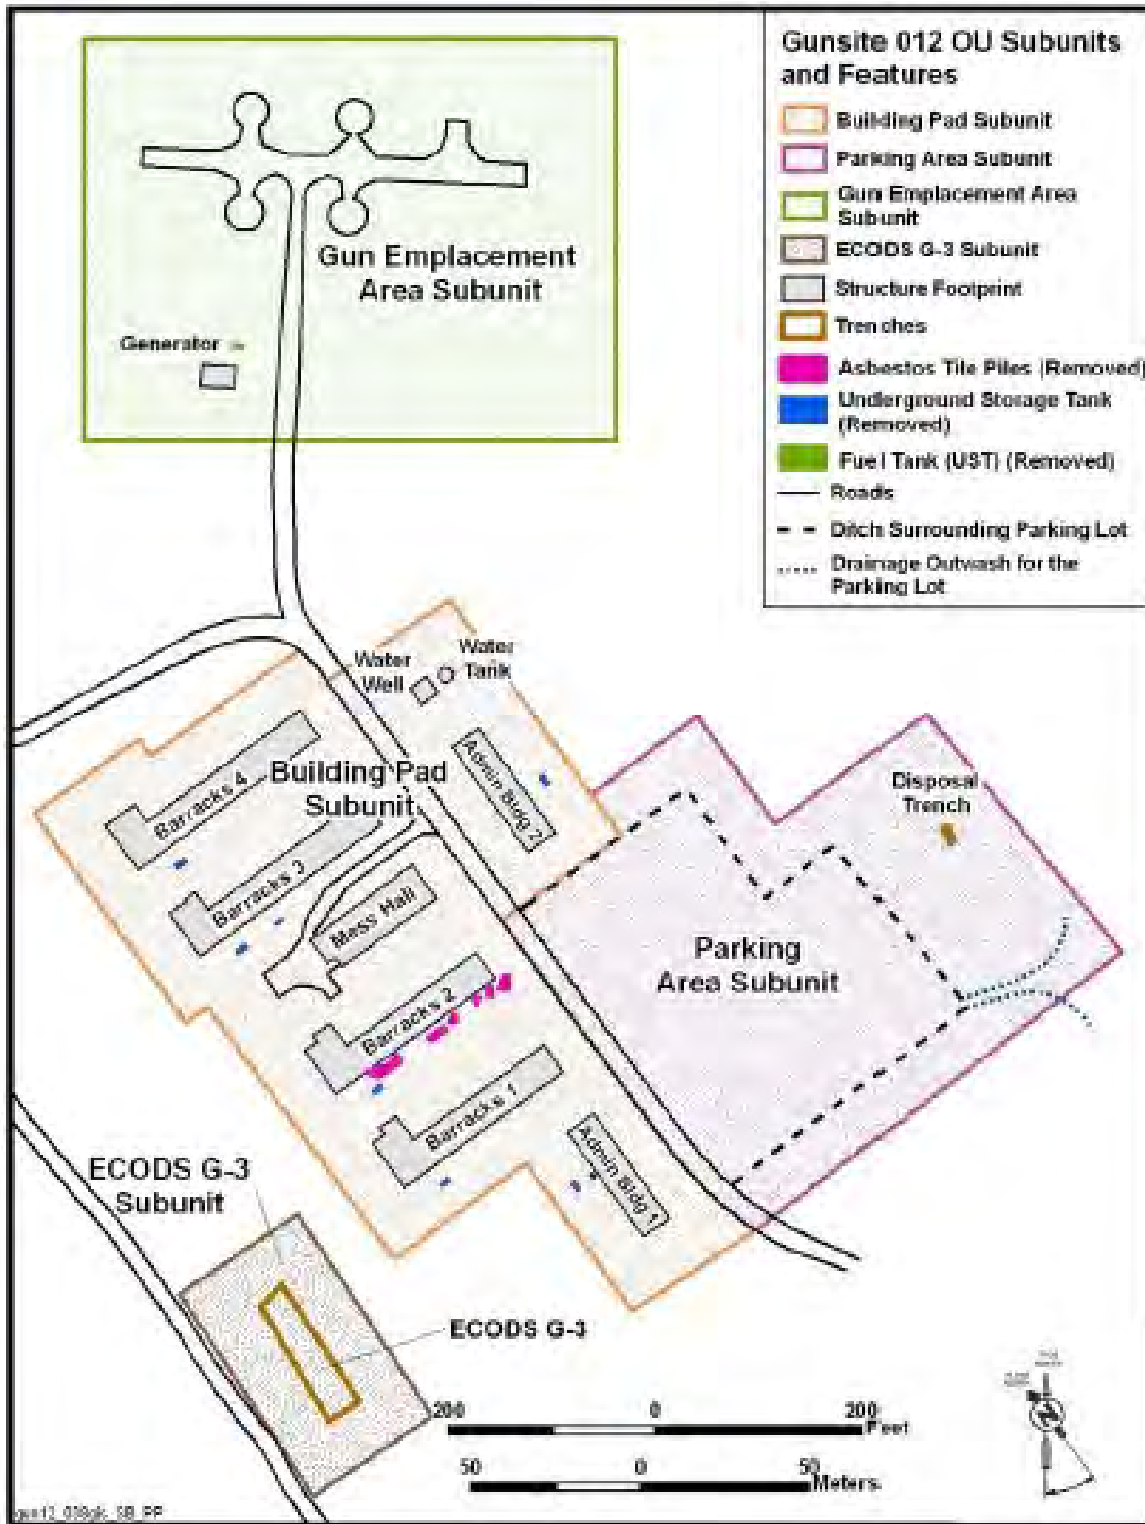 Gunsite 012 OU Subunits
and Features
Building Pad Subunit
Parking Area Subunit
Gun Emplacement Area
Subunit
ECODS G-3 Subunit
Structure Footprint
Trenches
Asbestos Tile Piles (Removed)
Underground Storage Tank
(Removed)
Fuel Tank (UST) (Removed)
Roads
Ditch Surrounding Parking Lot
Drainage Outwash for the
Parking Lot
Gun Emplacement
Area Subunit
Generator
Water
Well
Water
Tank
Admin Bldg 2
Building Pad
Subunit
Barracks 4
Barracks 3
Mess Hall
Barracks 2
Barracks 1
Admin Bldg 1
Disposal
Trench
Parking
Area Subunit
ECODS G-3
Subunit
ECODS G-3
200 0 200
Feet
50 0 50
Meters